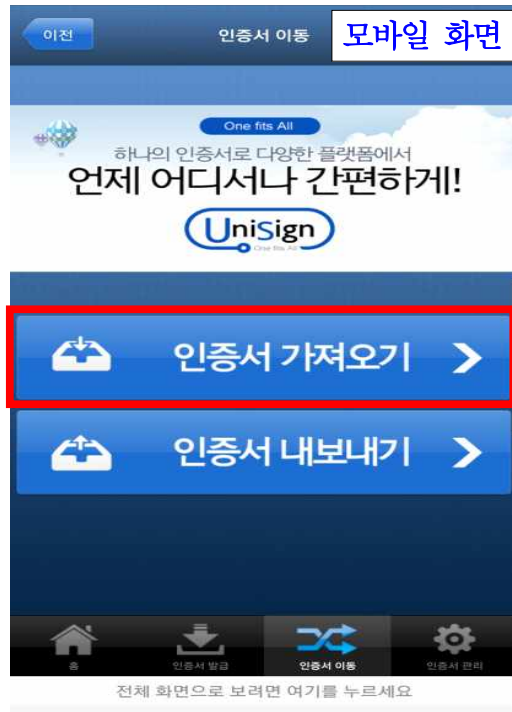 이전
인증서 이동
모바일 화면
One fits All
하나의 인증서로 다양한 플랫폼에서
언제 어디서나 간편하게!
UniSign
One fits All
인증서 가져오기
인증서 내보내기
홈
인증서 발급
인증서 이동
인증서 관리
전체 화면으로 보려면 여기를 누르세요